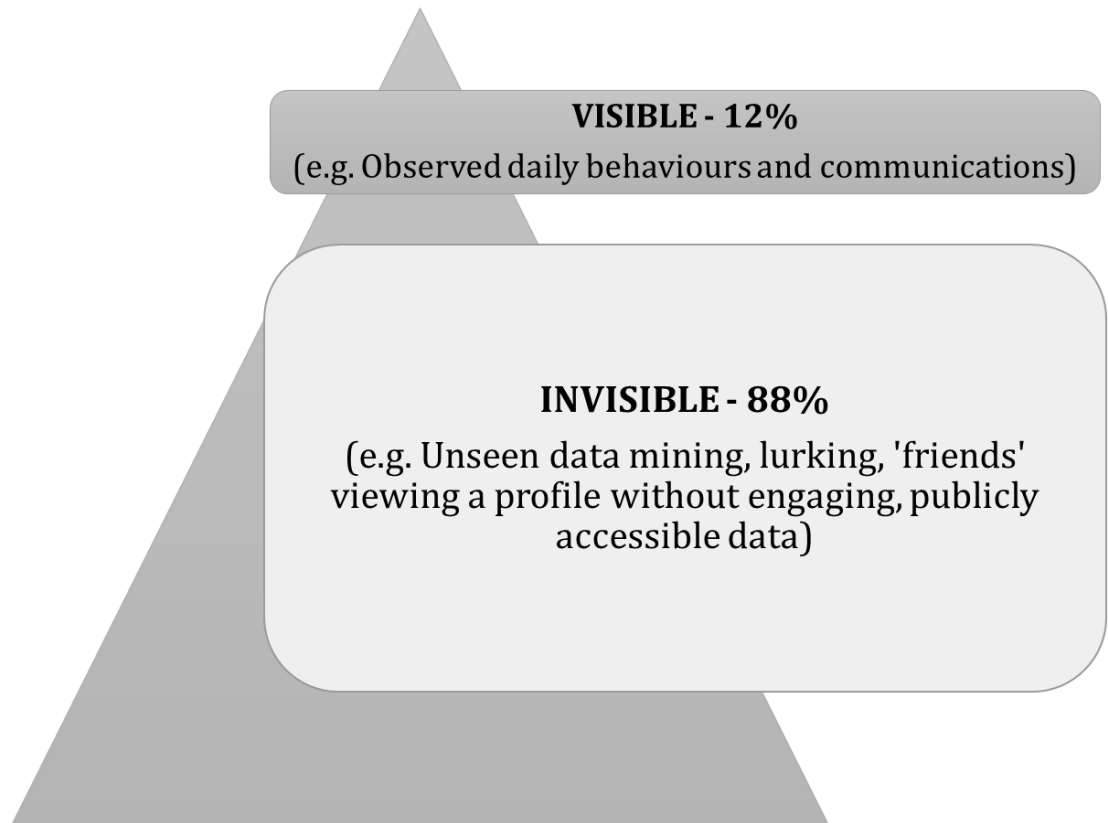 VISIBLE - 12%
(e.g. Observed daily behaviours and communications)
INVISIBLE - 88%
(e.g. Unseen data mining, lurking, 'friends'
viewing a profile without engaging, publicly
accessible data)